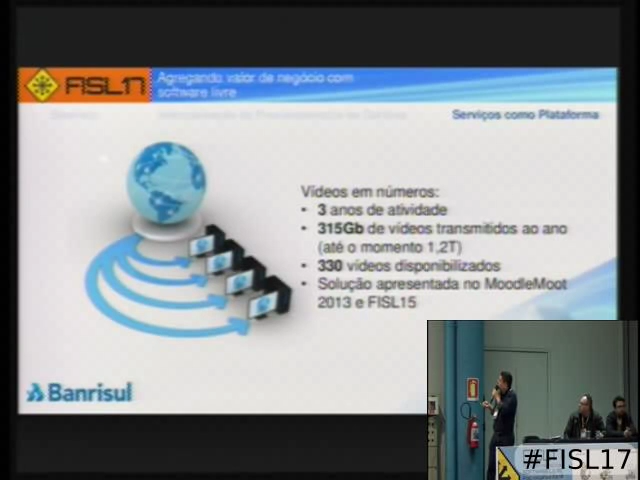 FISL17
Agregando valor de negócio com
software livre
Serviços como Plataforma
Vídeos em números:
• 3 anos de atividade
• 315Gb de vídeos transmitidos ao ano
(até o momento 1,2T)
• 330 vídeos disponibilizados
• Solução apresentada no MoodleMoot
2013 e FISL15
Banrisul
#FISL17